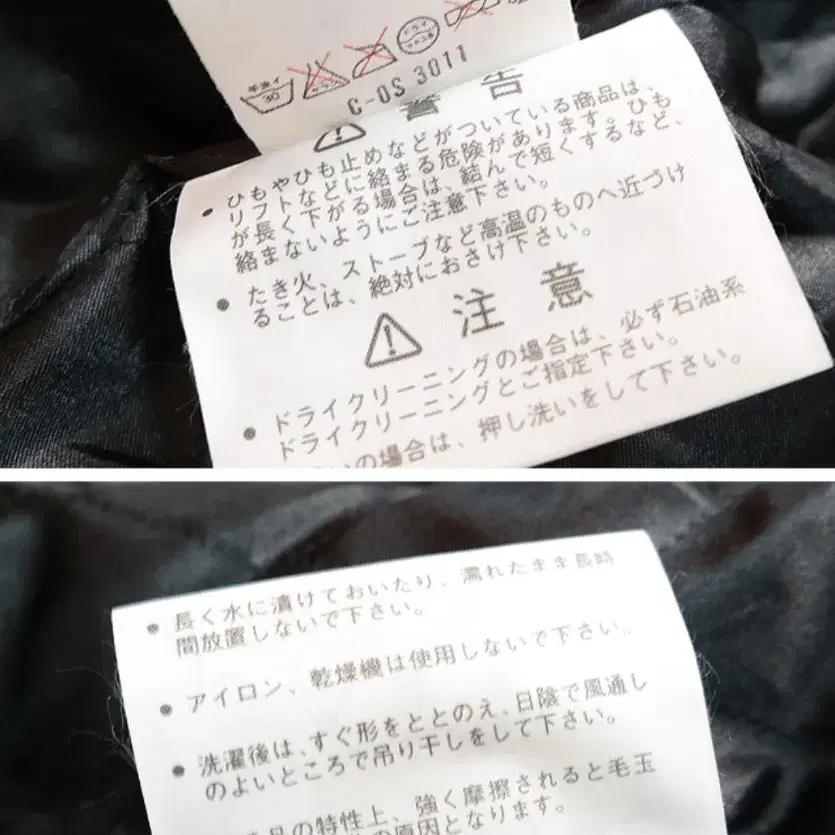 手洗イ
30
ドライ
G-OS 3011
警告
ひもやひも止めなどがついている商品は、
リフトなどに絡まる危険があります。ひも
が長く下がる場合は、結んで短くするなど、
絡まないようにご注意下さい。
たき火、ストーブなど高温のものへ近づけ
ることは、絶対におさけ下さい。
注意
ドライクリーニングの場合は、必ず石油系
ドライクリーニングとご指定下さい。
いの場合は、押し洗いをして下さい。
長く水に漬けておいたり、濡れたまま長時
間放置しないで下さい。
アイロン、乾燥機は使用しないで下さい。
洗濯後は、すぐ形をととのえ、日陰で風通し
のよいところで吊り干しをして下さい。
品の特性上、強く摩擦されると毛玉
の原因となります。